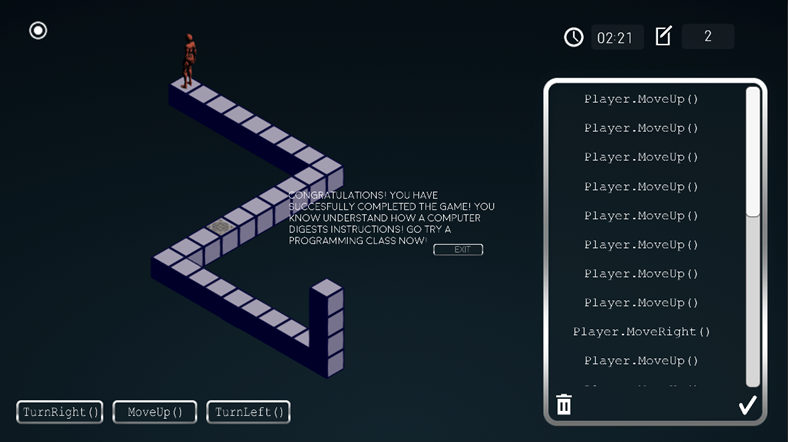 02:21
2
Player.MoveUp()
Player.MoveUp()
Player.MoveUp()
Player.MoveUp()
Player.MoveUp()
Player.MoveUp()
Player.MoveUp()
Player.MoveUp()
Player.MoveRight()
Player.MoveUp()
CONGRATULATIONS! YOU HAVE
SUCCESFULLY COMPLETED THE GAME! YOU
KNOW UNDERSTAND HOW A COMPUTER
DIGESTS INSTRUCTIONS! GO TRY A
PROGRAMMING CLASS NOW!
EXIT
TurnRight()
MoveUp()
TurnLeft()